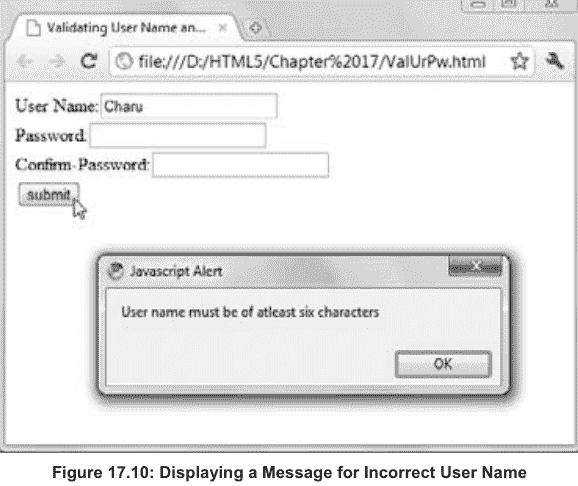 Validating User Name an...
file:///D:/HTML5/Chapter%2017/ValUrPw.html
User Name: Charu
Password:
Confirm-Password:
submit
Javascript Alert
User name must be of atleast six characters
OK
Figure 17.10: Displaying a Message for Incorrect User Name